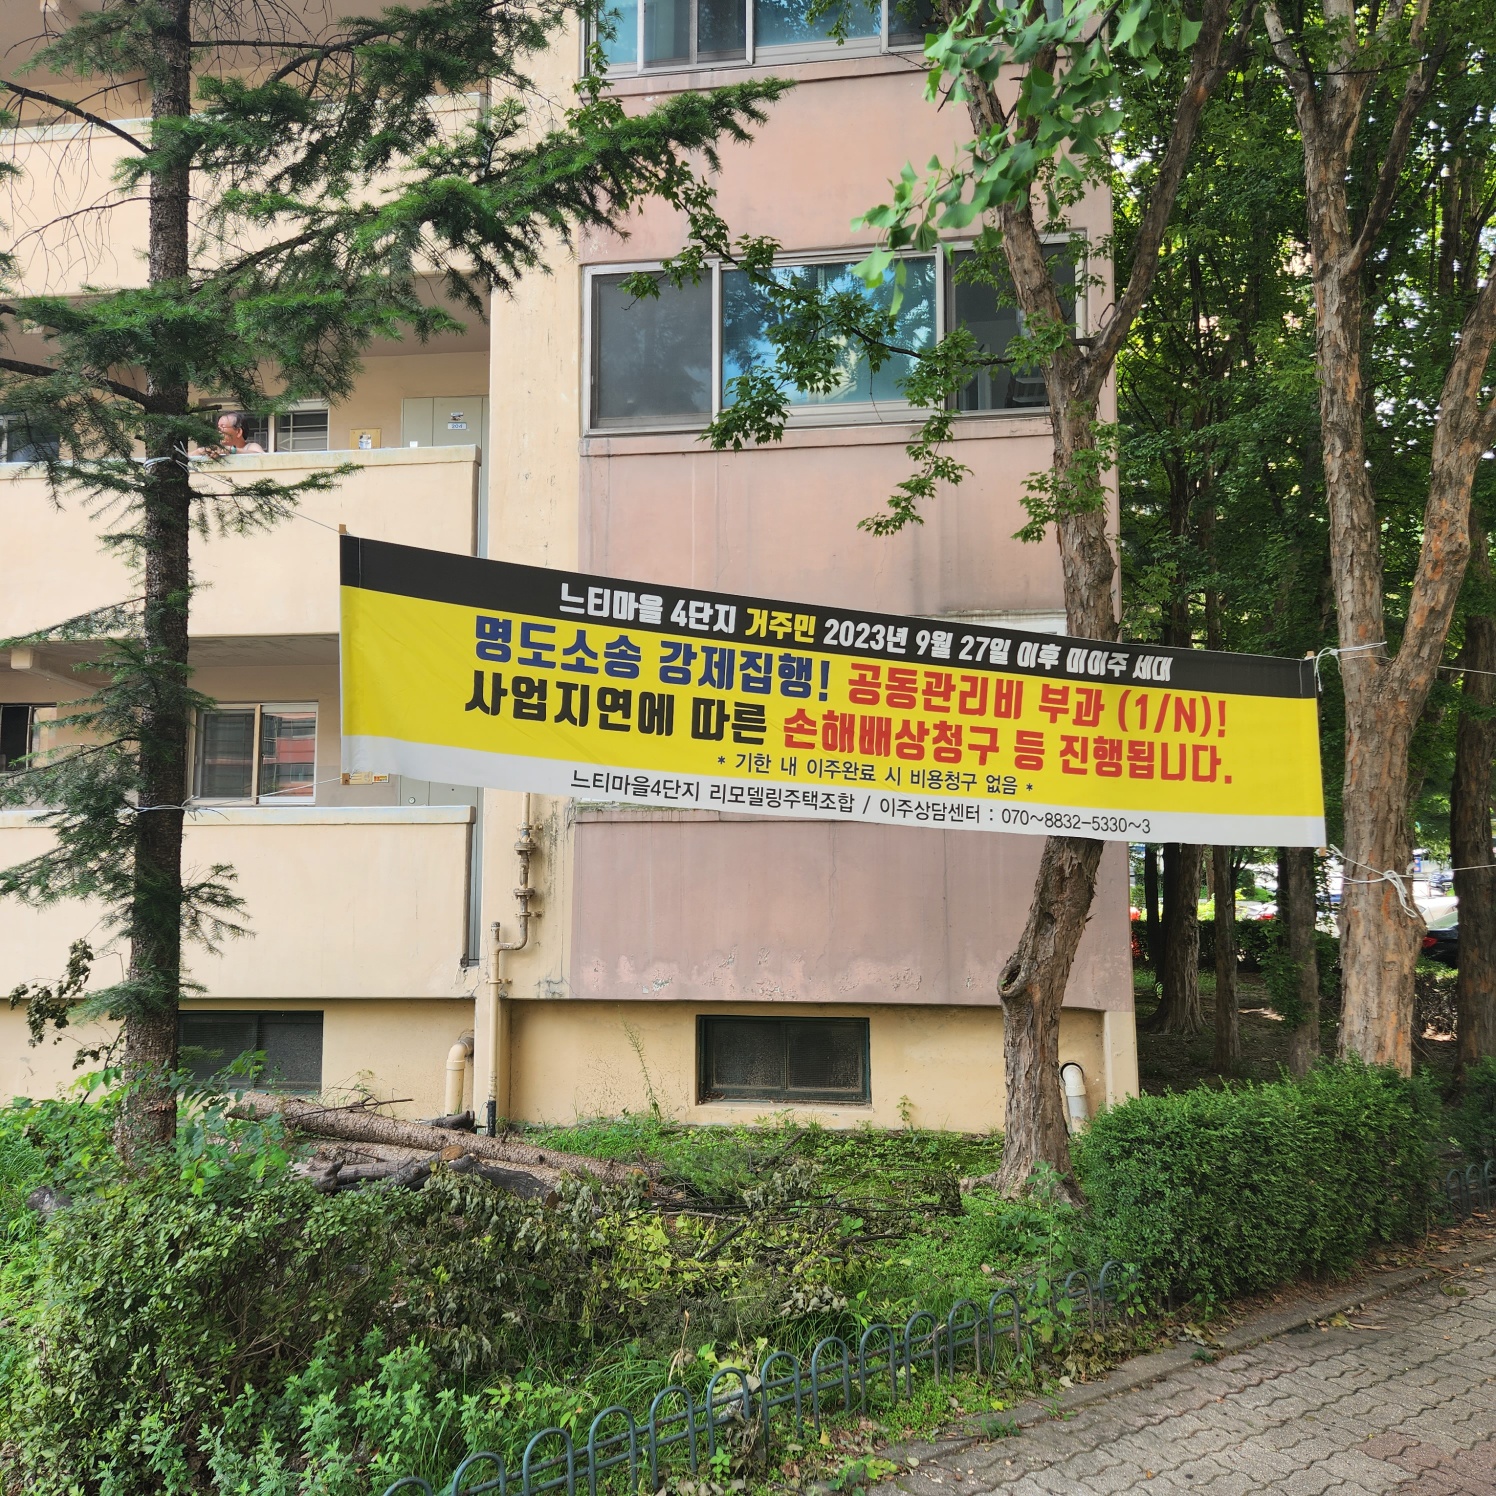 느티마을 4단지 거주민 2023년 9월 27일 이후 미이주 세대
명도소송 강제집행! 공동관리비 부과 (1/N)!
사업지연에 따른 손해배상청구 등 진행됩니다.
* 기한 내 이주완료 시 비용청구 없음 *
느티마을4단지 리모델링주택조합 / 이주상담센터 : 070~8832-5330~3